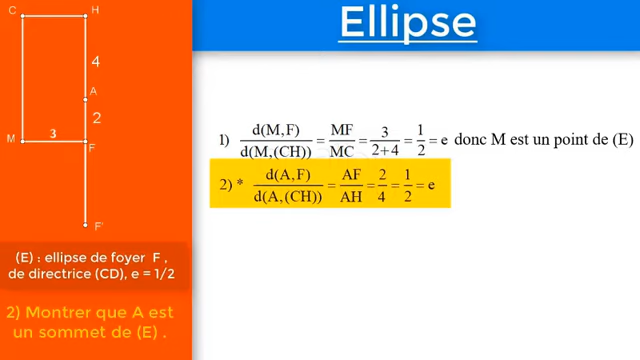 Ellipse
C
H
4
A
2
3
M
F
F'
1) d(M,F)/d(M,(CH)) = MF/MC = 3/2+4 = 1/2 = e donc M est un point de (E)
2) * d(A,F)/d(A,(CH)) = AF/AH = 2/4 = 1/2 = e
(E) : ellipse de foyer F ,
de directrice (CD), e = 1/2
2) Montrer que A est
un sommet de (E) .